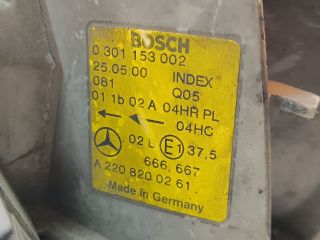 BOSCH
0 301 153 002
25.05.00 INDEX
081 Q05
01 1b 02 A 04HR PL
04HC
02 B E1 37,5
666, 667
A 220 820 02 61
Made in Germany